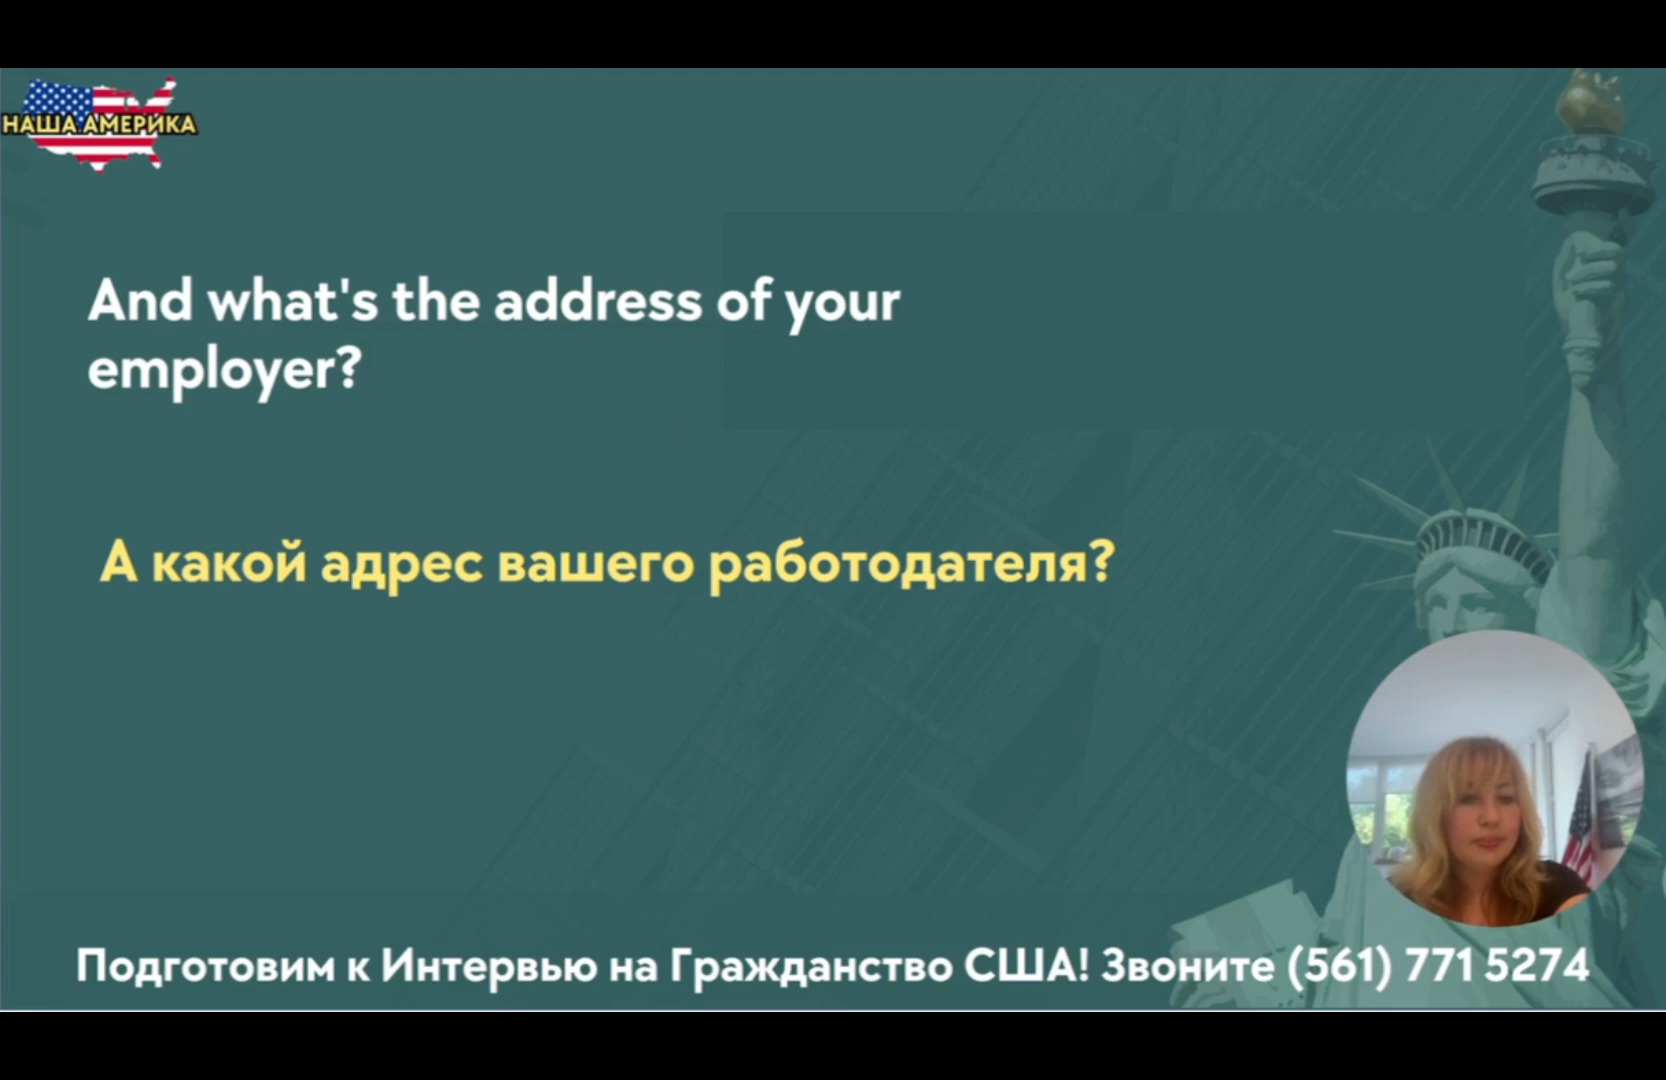 НАША АМЕРИКА
And what's the address of your
employer?
А какой адрес вашего работодателя?
Подготовим к Интервью на Гражданство США! Звоните (561) 771 5274